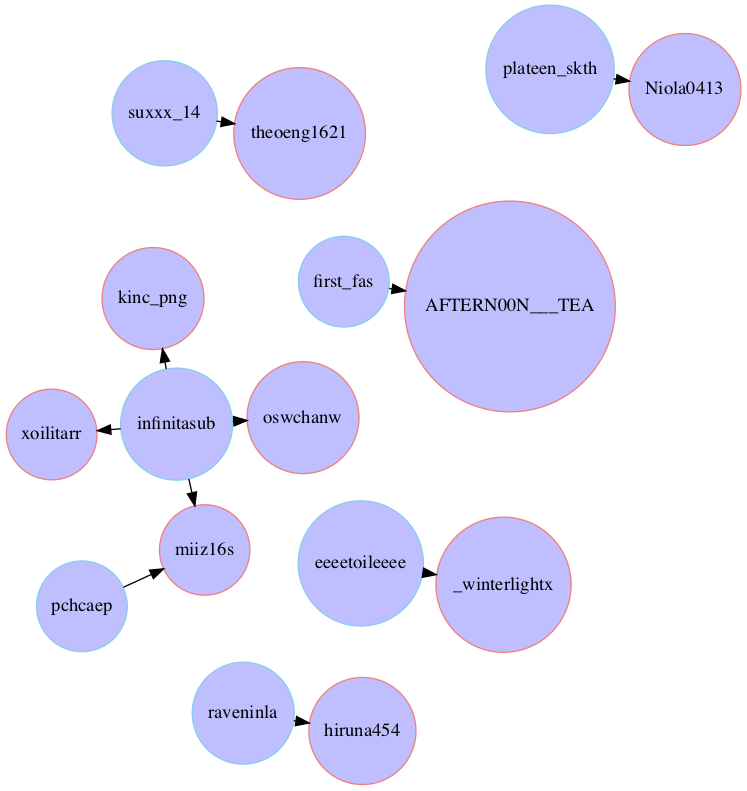 plateen_skth
Niola0413
suxxx_14
theoeng1621
first_fas
AFTERN00N___TEA
kinc_png
infinitasub
oswchanw
xoilitarr
miiz16s
pchcaep
eeeetoileeee
_winterlightx
raveninla
hiruna454